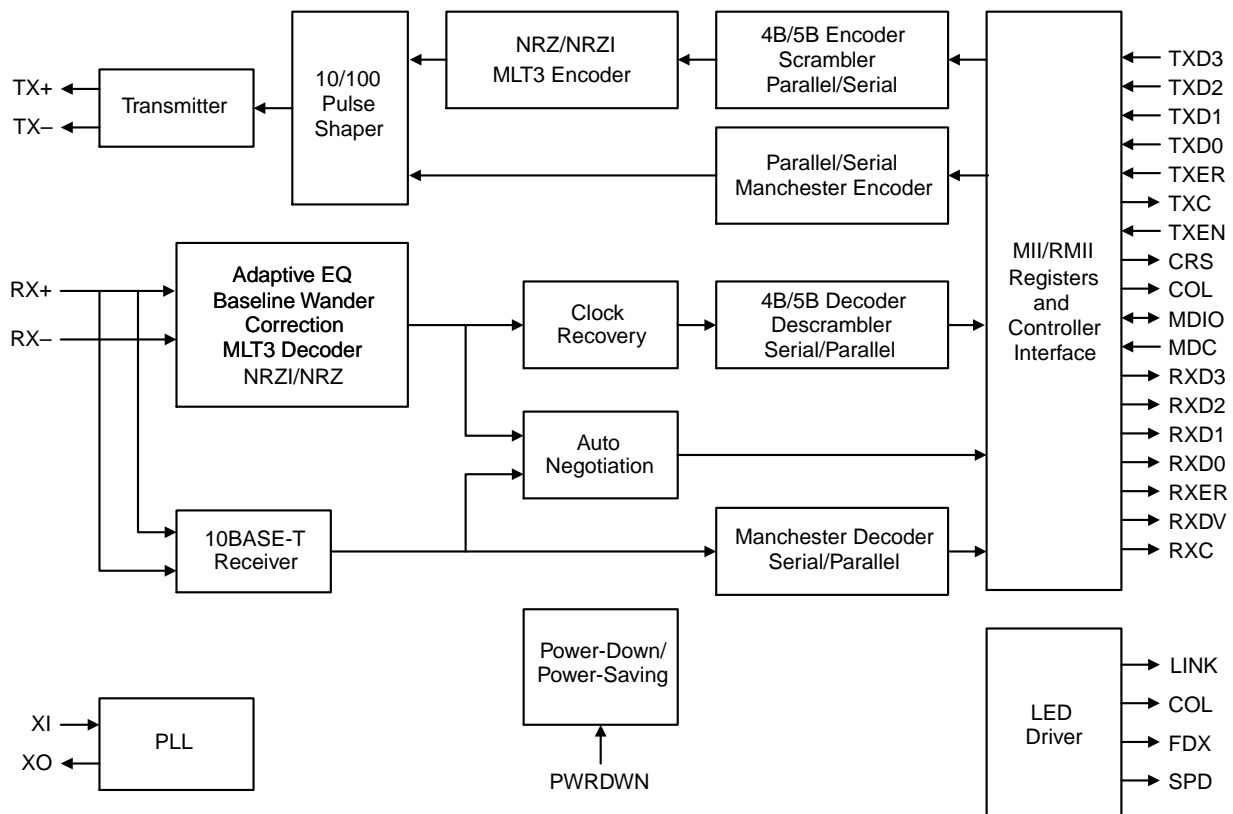 NRZ/NRZI
MLT3 Encoder
4B/5B Encoder
Scrambler
Parallel/Serial
10/100
Pulse
Shaper
TX+
TX–
Transmitter
Parallel/Serial
Manchester Encoder
TXD3
TXD2
TXD1
TXD0
TXER
TXC
TXEN
CRS
COL
MDIO
MDC
RXD3
RXD2
RXD1
RXD0
RXER
RXDV
RXC
MII/RMII
Registers
and
Controller
Interface
RX+
RX–
Adaptive EQ
Baseline Wander
Correction
MLT3 Decoder
NRZI/NRZ
Clock
Recovery
4B/5B Decoder
Descrambler
Serial/Parallel
Auto
Negotiation
10BASE-T
Receiver
Manchester Decoder
Serial/Parallel
Power-Down/
Power-Saving
PWRDWN
XI
XO
PLL
LED
Driver
LINK
COL
FDX
SPD